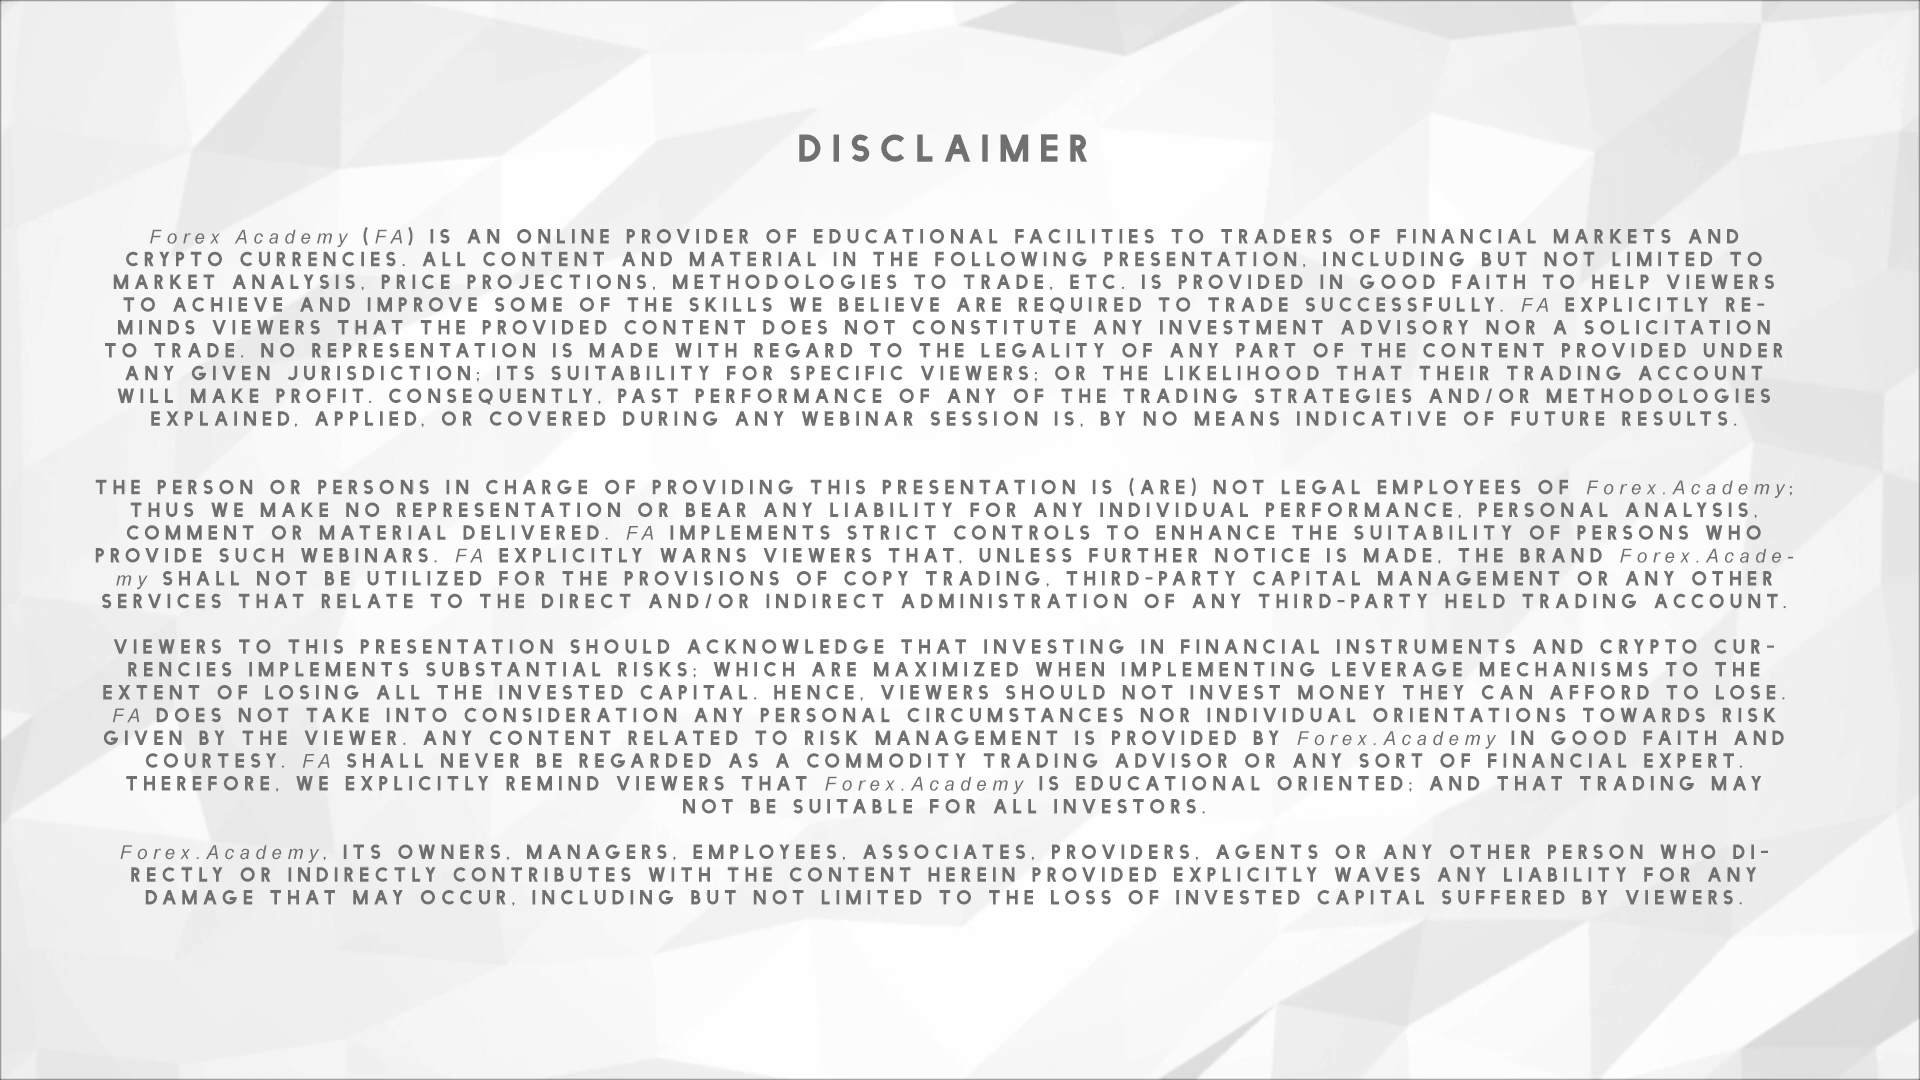 DISCLAIMER
Forex Academy (FA) IS AN ONLINE PROVIDER OF EDUCATIONAL FACILITIES TO TRADERS OF FINANCIAL MARKETS AND
CRYPTO CURRENCIES. ALL CONTENT AND MATERIAL IN THE FOLLOWING PRESENTATION, INCLUDING BUT NOT LIMITED TO
MARKET ANALYSIS, PRICE PROJECTIONS, METHODOLOGIES TO TRADE, ETC. IS PROVIDED IN GOOD FAITH TO HELP VIEWERS
TO ACHIEVE AND IMPROVE SOME OF THE SKILLS WE BELIEVE ARE REQUIRED TO TRADE SUCCESSFULLY. FA EXPLICITLY RE-
MINDS VIEWERS THAT THE PROVIDED CONTENT DOES NOT CONSTITUTE ANY INVESTMENT ADVISORY NOR A SOLICITATION
TO TRADE. NO REPRESENTATION IS MADE WITH REGARD TO THE LEGALITY OF ANY PART OF THE CONTENT PROVIDED UNDER
ANY GIVEN JURISDICTION; ITS SUITABILITY FOR SPECIFIC VIEWERS; OR THE LIKELIHOOD THAT THEIR TRADING ACCOUNT
WILL MAKE PROFIT. CONSEQUENTLY, PAST PERFORMANCE OF ANY OF THE TRADING STRATEGIES AND/OR METHODOLOGIES
EXPLAINED, APPLIED, OR COVERED DURING ANY WEBINAR SESSION IS, BY NO MEANS INDICATIVE OF FUTURE RESULTS.
THE PERSON OR PERSONS IN CHARGE OF PROVIDING THIS PRESENTATION IS (ARE) NOT LEGAL EMPLOYEES OF Forex.Academy;
THUS WE MAKE NO REPRESENTATION OR BEAR ANY LIABILITY FOR ANY INDIVIDUAL PERFORMANCE, PERSONAL ANALYSIS,
COMMENT OR MATERIAL DELIVERED. FA IMPLEMENTS STRICT CONTROLS TO ENHANCE THE SUITABILITY OF PERSONS WHO
PROVIDE SUCH WEBINARS. FA EXPLICITLY WARNS VIEWERS THAT, UNLESS FURTHER NOTICE IS MADE, THE BRAND Forex.Acade-
my SHALL NOT BE UTILIZED FOR THE PROVISIONS OF COPY TRADING, THIRD-PARTY CAPITAL MANAGEMENT OR ANY OTHER
SERVICES THAT RELATE TO THE DIRECT AND/OR INDIRECT ADMINISTRATION OF ANY THIRD-PARTY HELD TRADING ACCOUNT.
VIEWERS TO THIS PRESENTATION SHOULD ACKNOWLEDGE THAT INVESTING IN FINANCIAL INSTRUMENTS AND CRYPTO CUR-
RENCIES IMPLEMENTS SUBSTANTIAL RISKS; WHICH ARE MAXIMIZED WHEN IMPLEMENTING LEVERAGE MECHANISMS TO THE
EXTENT OF LOSING ALL THE INVESTED CAPITAL. HENCE, VIEWERS SHOULD NOT INVEST MONEY THEY CAN AFFORD TO LOSE.
FA DOES NOT TAKE INTO CONSIDERATION ANY PERSONAL CIRCUMSTANCES NOR INDIVIDUAL ORIENTATIONS TOWARDS RISK
GIVEN BY THE VIEWER. ANY CONTENT RELATED TO RISK MANAGEMENT IS PROVIDED BY Forex.Academy IN GOOD FAITH AND
COURTESY. FA SHALL NEVER BE REGARDED AS A COMMODITY TRADING ADVISOR OR ANY SORT OF FINANCIAL EXPERT.
THEREFORE, WE EXPLICITLY REMIND VIEWERS THAT Forex.Academy IS EDUCATIONAL ORIENTED; AND THAT TRADING MAY
NOT BE SUITABLE FOR ALL INVESTORS.
Forex.Academy, ITS OWNERS, MANAGERS, EMPLOYEES, ASSOCIATES, PROVIDERS, AGENTS OR ANY OTHER PERSON WHO DI-
RECTLY OR INDIRECTLY CONTRIBUTES WITH THE CONTENT HEREIN PROVIDED EXPLICITLY WAVES ANY LIABILITY FOR ANY
DAMAGE THAT MAY OCCUR, INCLUDING BUT NOT LIMITED TO THE LOSS OF INVESTED CAPITAL SUFFERED BY VIEWERS.